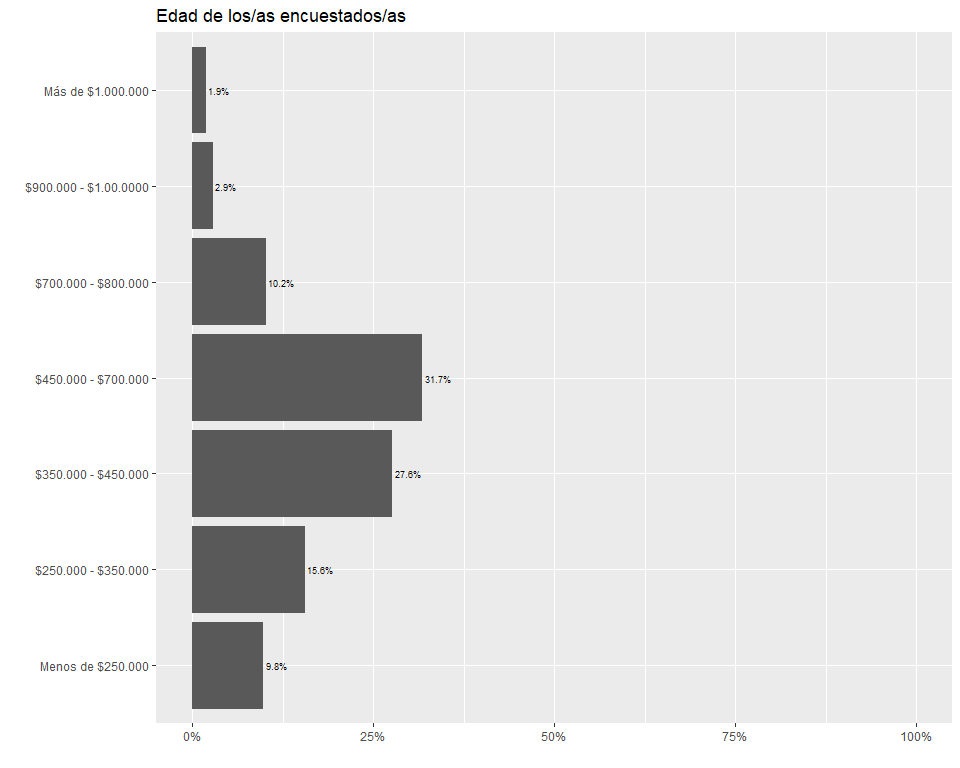 Edad de los/as encuestados/as
Más de $1.000.000
1.9%
$900.000 - $1.00.0000
2.9%
$700.000 - $800.000
10.2%
$450.000 - $700.000
31.7%
$350.000 - $450.000
27.6%
$250.000 - $350.000
15.6%
Menos de $250.000
9.8%
0% 25% 50% 75% 100%